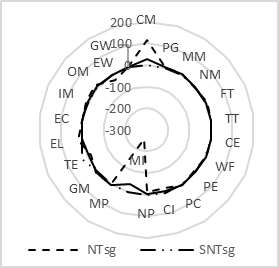 200
CM
100
GW
PG
EW
MM
0
OM
NM
-100
IM
FT
-200
EC
TT
-300
EL
CE
TE
MI
WF
GM
PE
MP
PC
NP
CI
NTsg
SNTsg